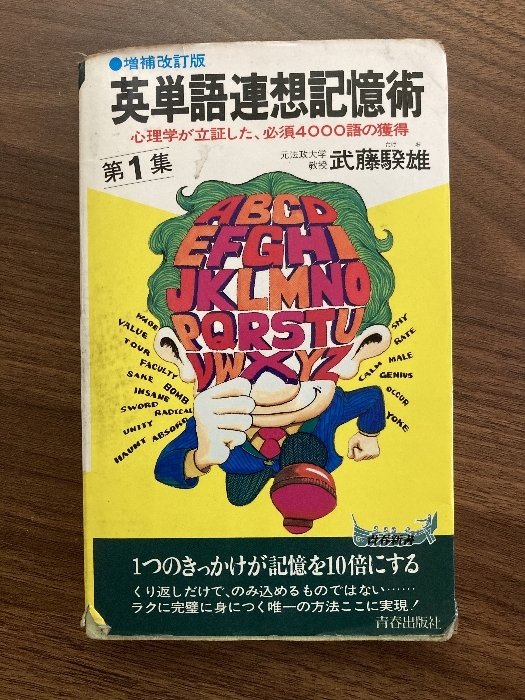 ●増補改訂版
英単語連想記憶術
心理学が立証した、必須4000語の獲得
第1集
元法政大学
教授
武藤騤雄
たけ お
ABCD
EFGHI
JKLMNO
PQRSTU
VWXYZ
WAGE
VALUE
TOUR
FACULTY
SAKE
BOMB
INSANE
SWORD
RADICAL
UNITY
HAUNT
ABSORB
SHY
RATE
MALE
CALM
GENIUS
OCCUR
YOKE
青春新書
1つのきっかけが記憶を10倍にする
くり返しだけで、のみ込めるものではない……
ラクに完璧に身につく唯一の方法ここに実現!
青春出版社